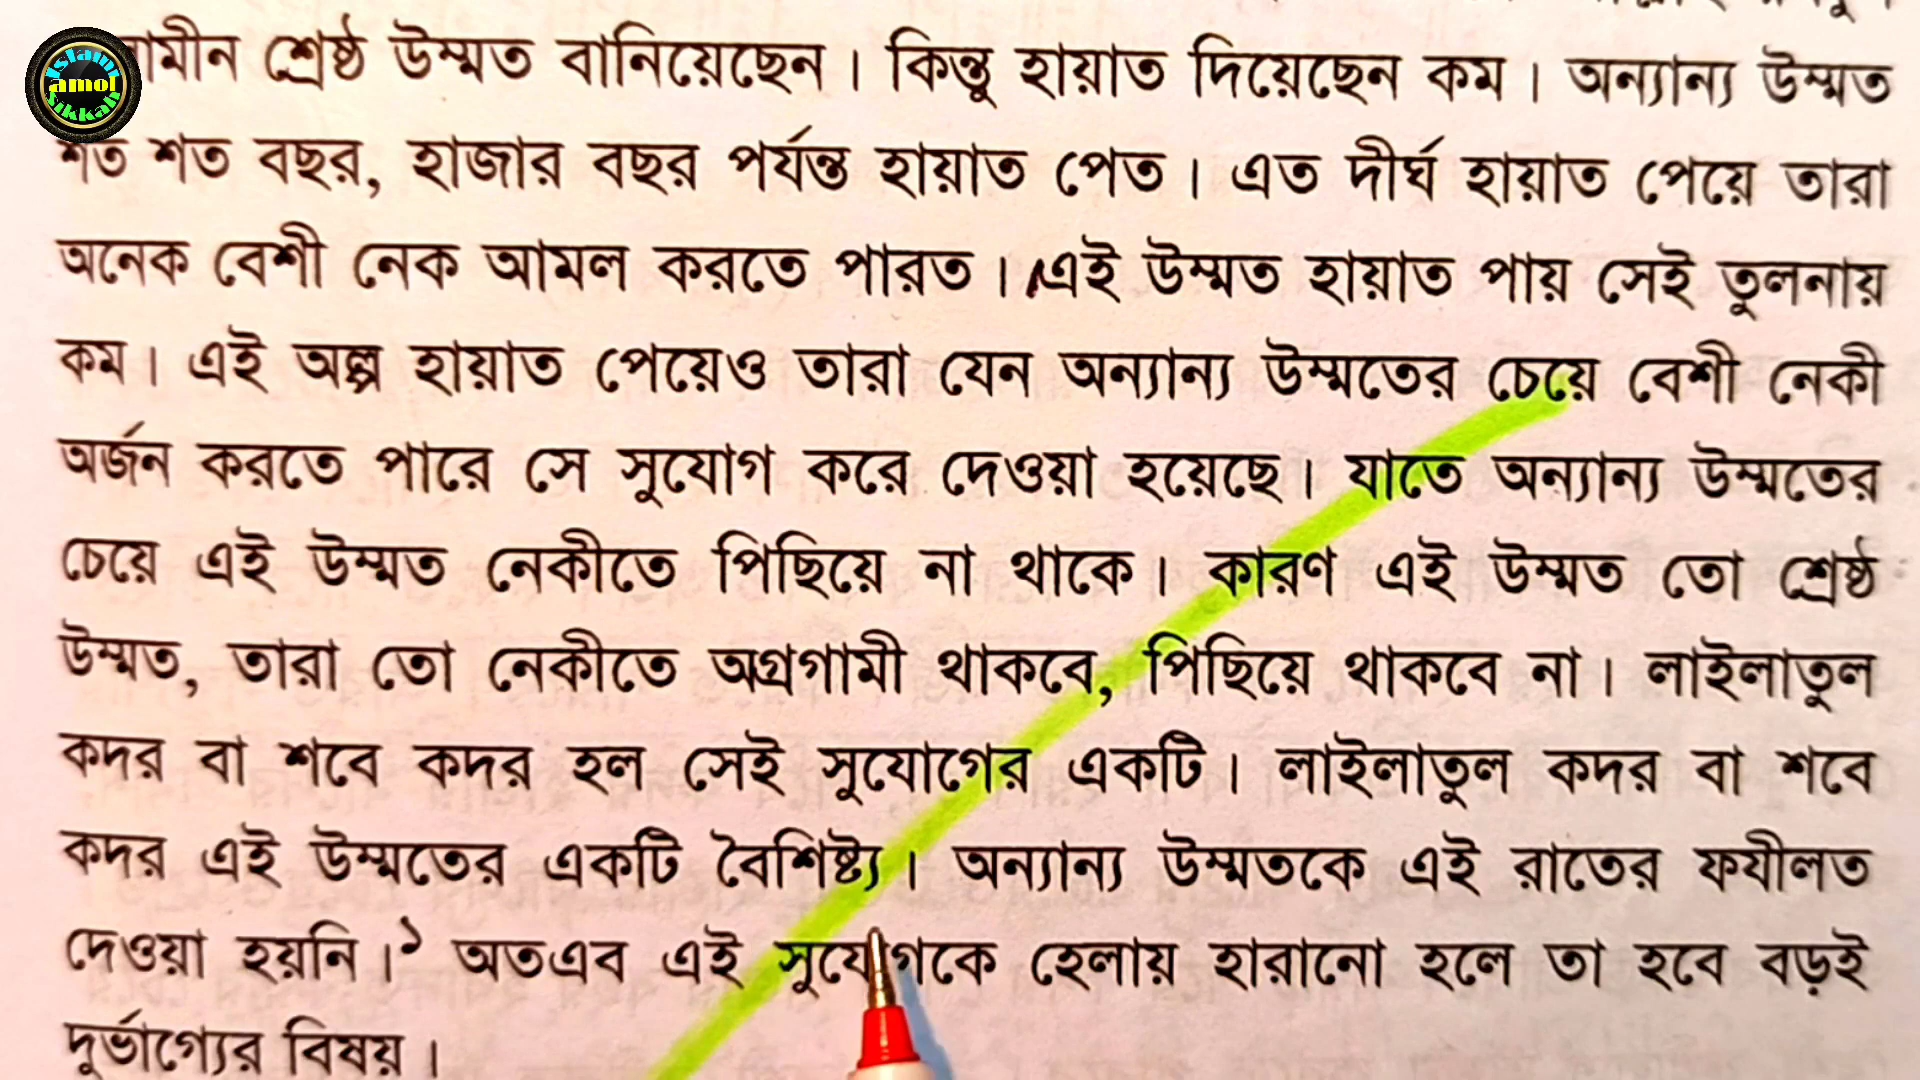 Islami
amol
sikkah
শ্রেষ্ঠ উম্মত বানিয়েছেন। কিন্তু হায়াত দিয়েছেন কম। অন্যান্য উম্মত
শত শত বছর, হাজার বছর পর্যন্ত হায়াত পেত। এত দীর্ঘ হায়াত পেয়ে তারা
অনেক বেশী নেক আমল করতে পারত। এই উম্মত হায়াত পায় সেই তুলনায়
কম। এই অল্প হায়াত পেয়েও তারা যেন অন্যান্য উম্মতের চেয়ে বেশী নেকী
অর্জন করতে পারে সে সুযোগ করে দেওয়া হয়েছে। যাতে অন্যান্য উম্মতের
চেয়ে এই উম্মত নেকীতে পিছিয়ে না থাকে। কারণ এই উম্মত তো শ্রেষ্ঠ
উম্মত, তারা তো নেকীতে অগ্রগামী থাকবে, পিছিয়ে থাকবে না। লাইলাতুল
কদর বা শবে কদর হল সেই সুযোগের একটি। লাইলাতুল কদর বা শবে
কদর এই উম্মতের একটি বৈশিষ্ট্য। অন্যান্য উম্মতকে এই রাতের ফযীলত
দেওয়া হয়নি।১ অতএব এই সুযোগকে হেলায় হারানো হলে তা হবে বড়ই
দুর্ভাগ্যের বিষয়।